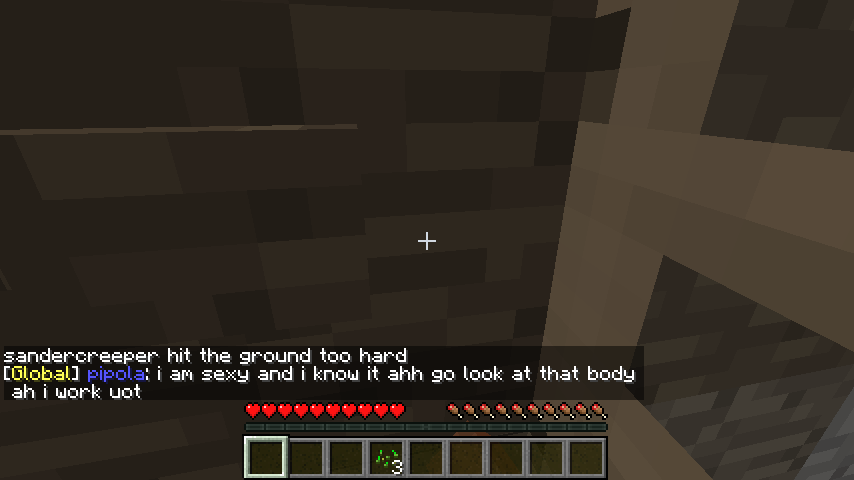 sandercreeper hit the ground too hard
[Global] pipola: i am sexy and i know it ahh go look at that body
ah i work uot
3